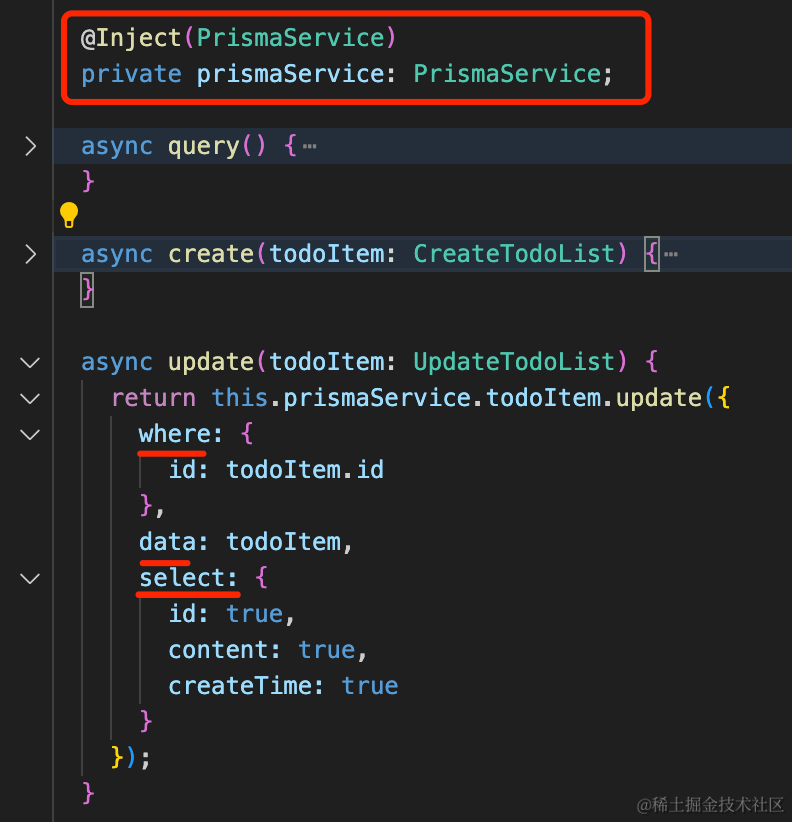 @Inject(PrismaService)
private prismaService: PrismaService;
async query() {⋯
}
async create(todoItem: CreateTodoList) {⋯
}
async update(todoItem: UpdateTodoList) {
return this.prismaService.todoItem.update({
where: {
id: todoItem.id
},
data: todoItem,
select: {
id: true,
content: true,
createTime: true
}
});
}
@稀土掘金技术社区